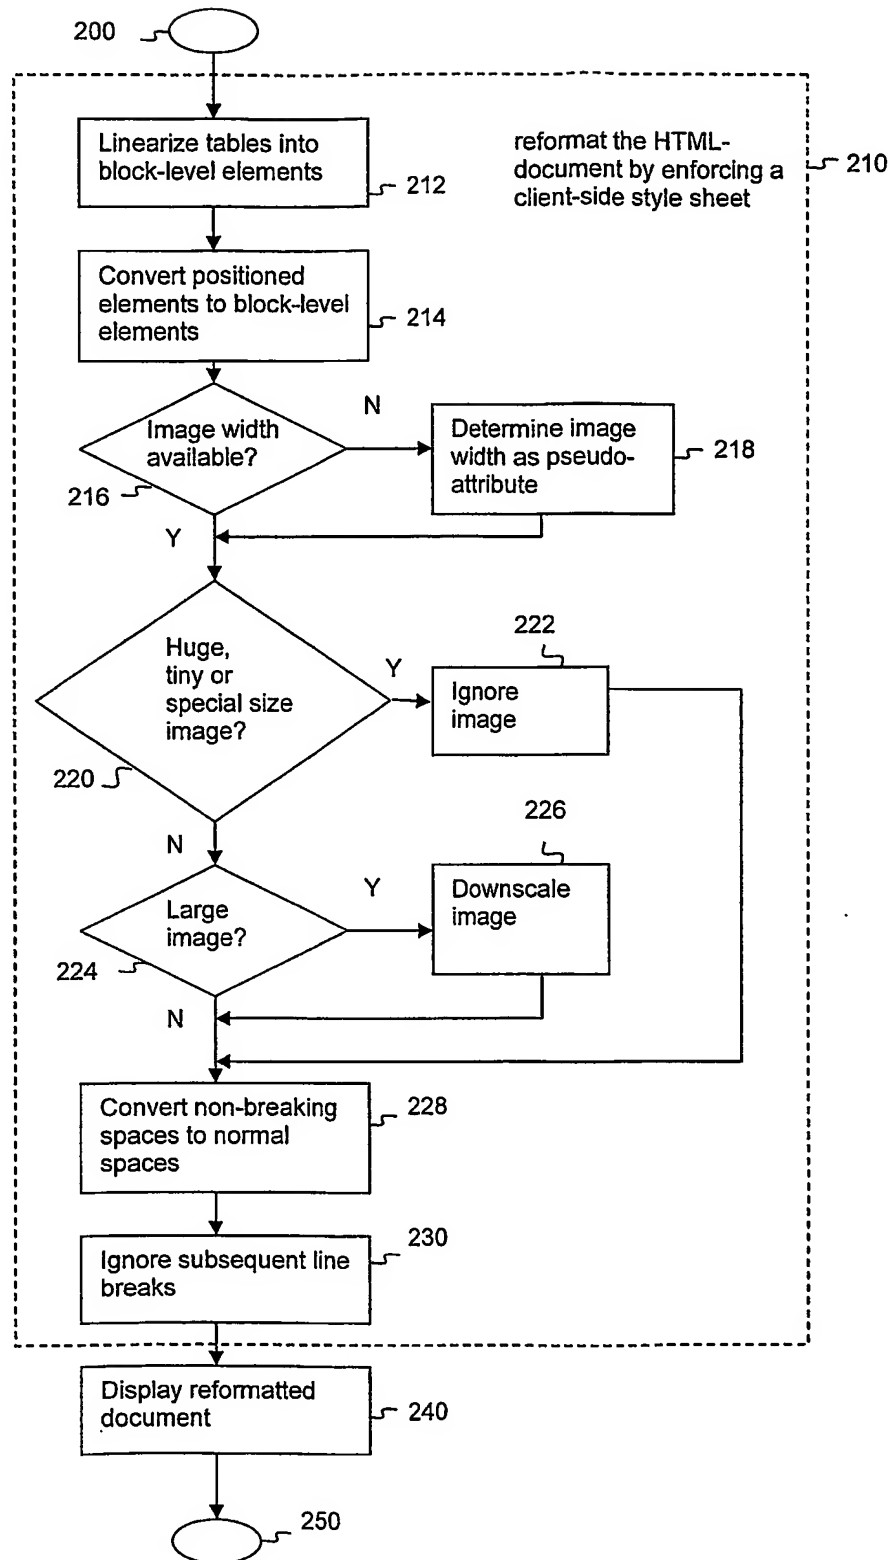 200
Linearize tables into
block-level elements
212
reformat the HTML-
document by enforcing a
client-side style sheet
210
Convert positioned
elements to block-level
elements
214
Image width
available?
216
N
Y
Determine image
width as pseudo-
attribute
218
Huge,
tiny or
special size
image?
220
Y
N
222
Ignore
image
Large
image?
224
Y
N
226
Downscale
image
Convert non-breaking
spaces to normal
spaces
228
Ignore subsequent line
breaks
230
Display reformatted
document
240
250